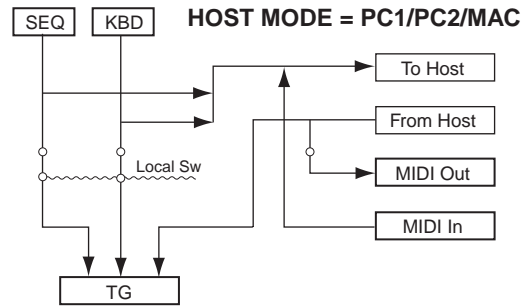 SEQ
KBD
HOST MODE = PC1/PC2/MAC
To Host
From Host
Local Sw
MIDI Out
MIDI In
TG